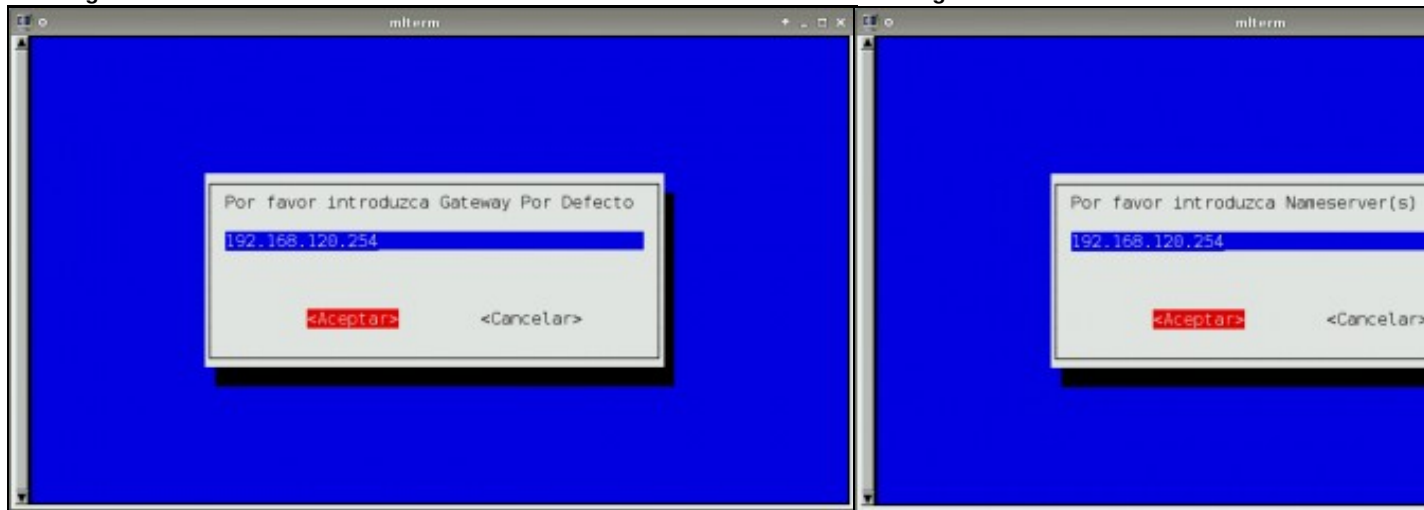 mlterm
Por favor introduzca Gateway Por Defecto
192.168.120.254
<Aceptar> <Cancelar>
mlterm
Por favor introduzca Nameserver(s)
192.168.120.254
<Aceptar> <Cancelar>